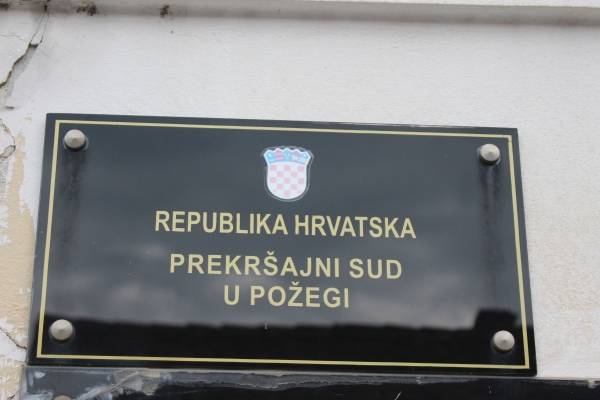 REPUBLIKA HRVATSKA
PREKRŠAJNI SUD
U POŽEGI